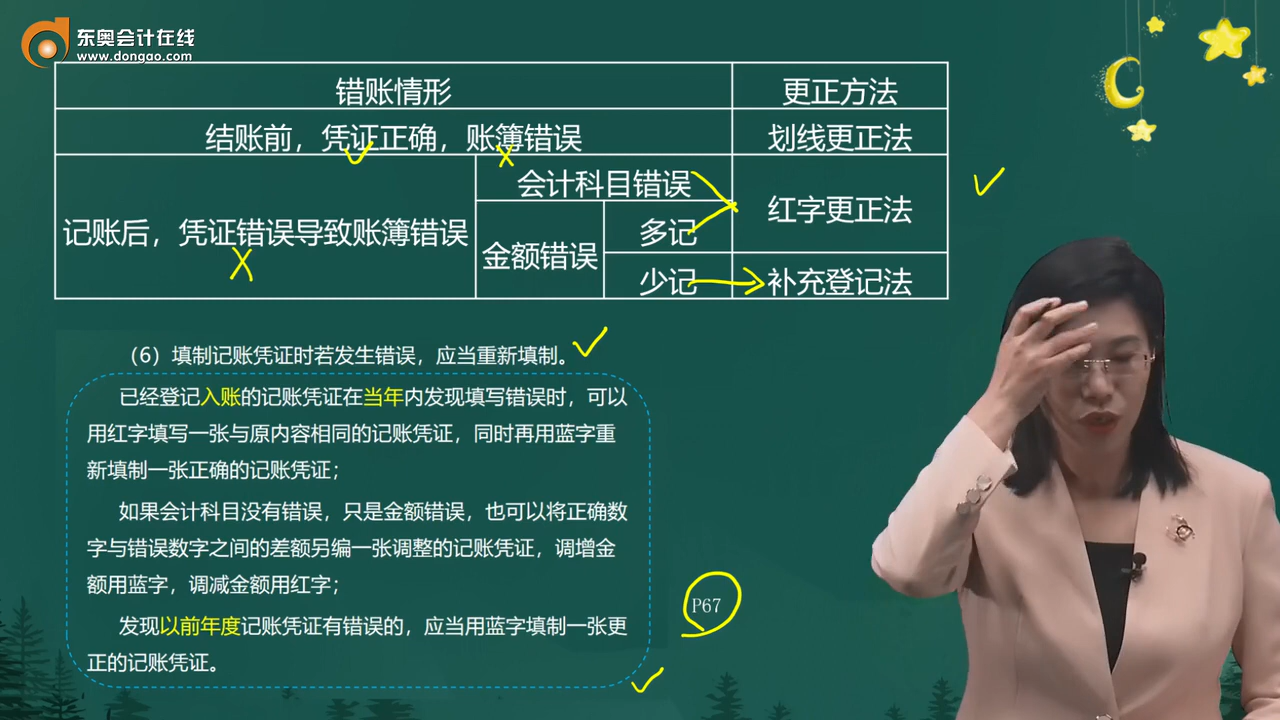 东奥会计在线
www.dongao.com
错账情形
更正方法
结账前，凭证正确，账簿错误
划线更正法
记账后，凭证错误导致账簿错误
会计科目错误
红字更正法
金额错误
多记
少记
补充登记法
（6）填制记账凭证时若发生错误，应当重新填制。
已经登记入账的记账凭证在当年内发现填写错误时，可以
用红字填写一张与原内容相同的记账凭证，同时再用蓝字重
新填制一张正确的记账凭证；
如果会计科目没有错误，只是金额错误，也可以将正确数
字与错误数字之间的差额另编一张调整的记账凭证，调增金
额用蓝字，调减金额用红字；
发现以前年度记账凭证有错误的，应当用蓝字填制一张更
正的记账凭证。
P67